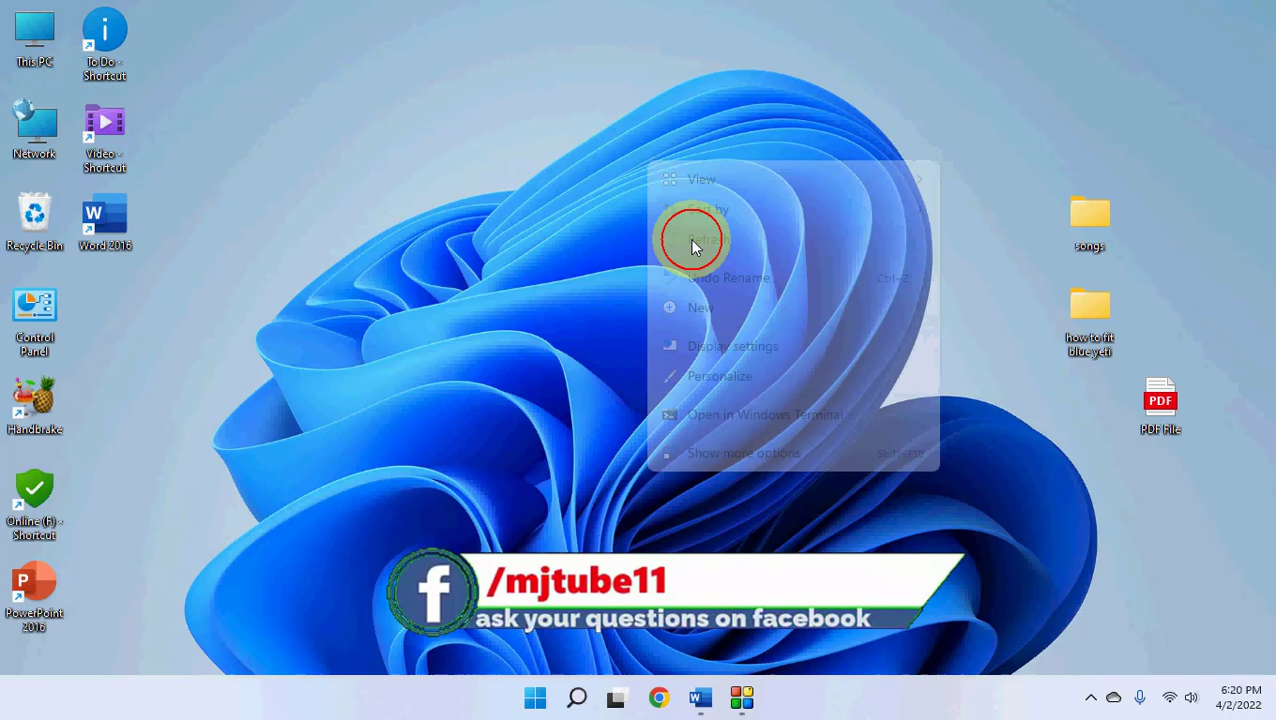 This PC
To Do -
Shortcut
Network
Video -
Shortcut
Recycle Bin
Word 2016
Control
Panel
Handbrake
Online (F) -
Shortcut
PowerPoint
2016
View
Sort by
Refresh
Undo Rename
Ctrl+Z
New
Display settings
Personalize
Open in Windows Terminal
Show more options
Shift+F10
songs
how to fit
blue yeti
PDF
PDF File
/mjtube11
ask your questions on facebook
6:20 PM
4/2/2022